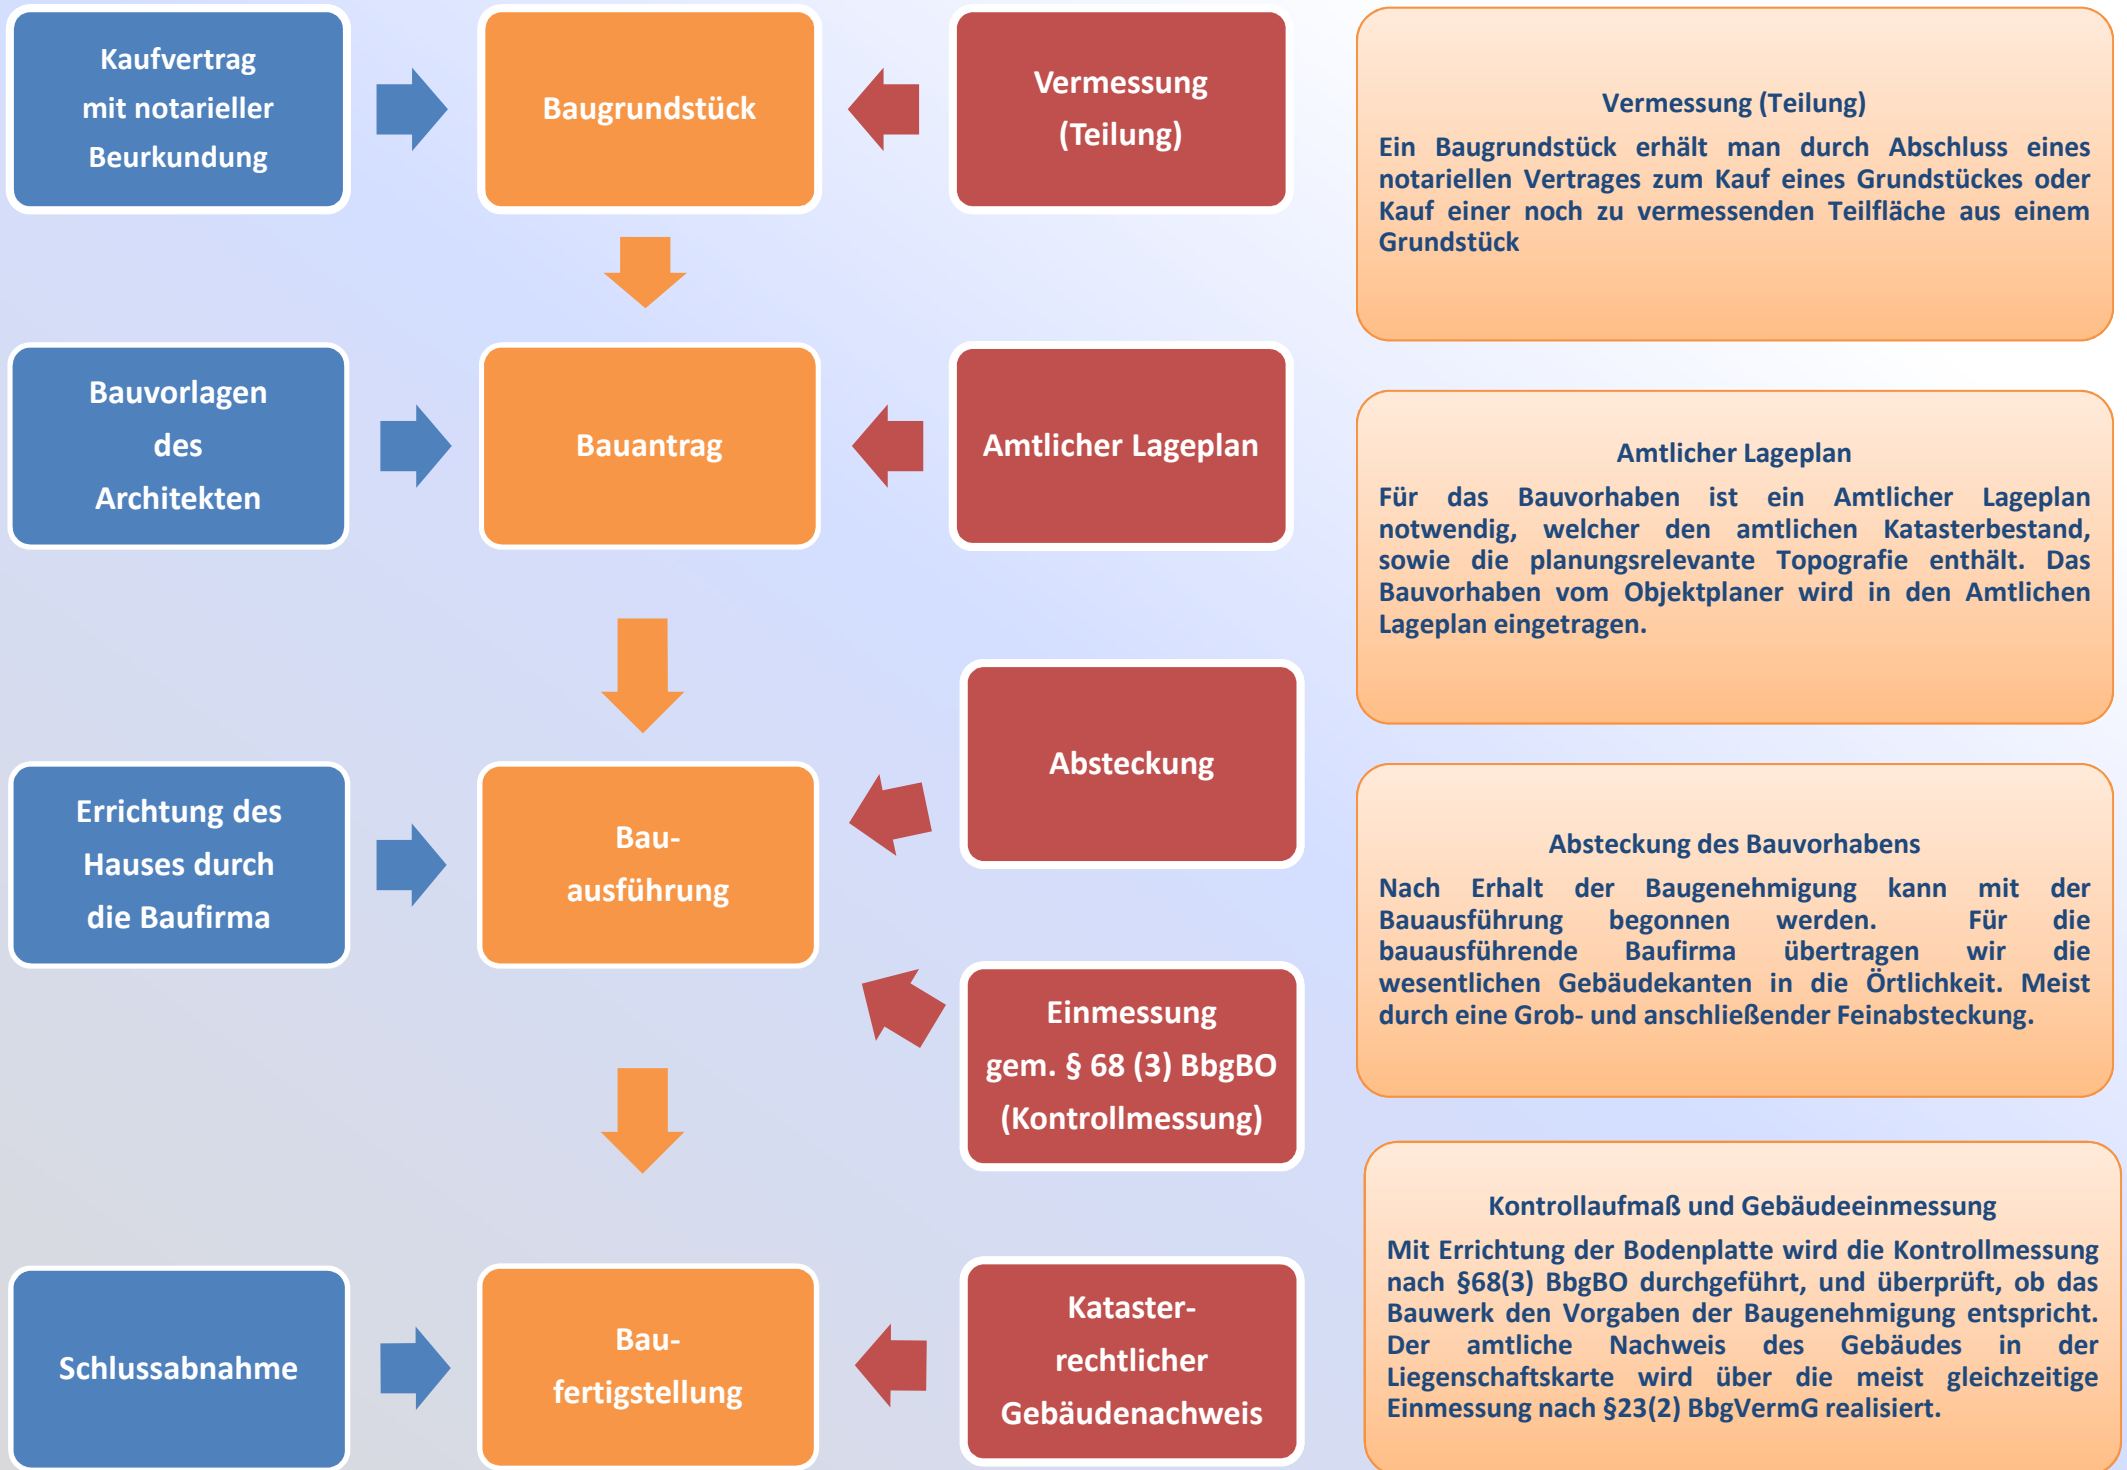 Kaufvertrag
mit notarieller
Beurkundung
Baugrundstück
Vermessung
(Teilung)
Vermessung (Teilung)
Ein Baugrundstück erhält man durch Abschluss eines
notariellen Vertrages zum Kauf eines Grundstückes oder
Kauf einer noch zu vermessenden Teilfläche aus einem
Grundstück
Bauvorlagen
des
Architekten
Bauantrag
Amtlicher Lageplan
Amtlicher Lageplan
Für das Bauvorhaben ist ein Amtlicher Lageplan
notwendig, welcher den amtlichen Katasterbestand,
sowie die planungsrelevante Topografie enthält. Das
Bauvorhaben vom Objektplaner wird in den Amtlichen
Lageplan eingetragen.
Errichtung des
Hauses durch
die Baufirma
Bau-
ausführung
Absteckung
Einmessung
gem. § 68 (3) BbgBO
(Kontrollmessung)
Absteckung des Bauvorhabens
Nach Erhalt der Baugenehmigung kann mit der
Bauausführung begonnen werden. Für die
bauausführende Baufirma übertragen wir die
wesentlichen Gebäudekanten in die Örtlichkeit. Meist
durch eine Grob- und anschließender Feinabsteckung.
Schlussabnahme
Bau-
fertigstellung
Kataster-
rechtlicher
Gebäudenachweis
Kontrollaufmaß und Gebäudeeinmessung
Mit Errichtung der Bodenplatte wird die Kontrollmessung
nach §68(3) BbgBO durchgeführt, und überprüft, ob das
Bauwerk den Vorgaben der Baugenehmigung entspricht.
Der amtliche Nachweis des Gebäudes in der
Liegenschaftskarte wird über die meist gleichzeitige
Einmessung nach §23(2) BbgVermG realisiert.